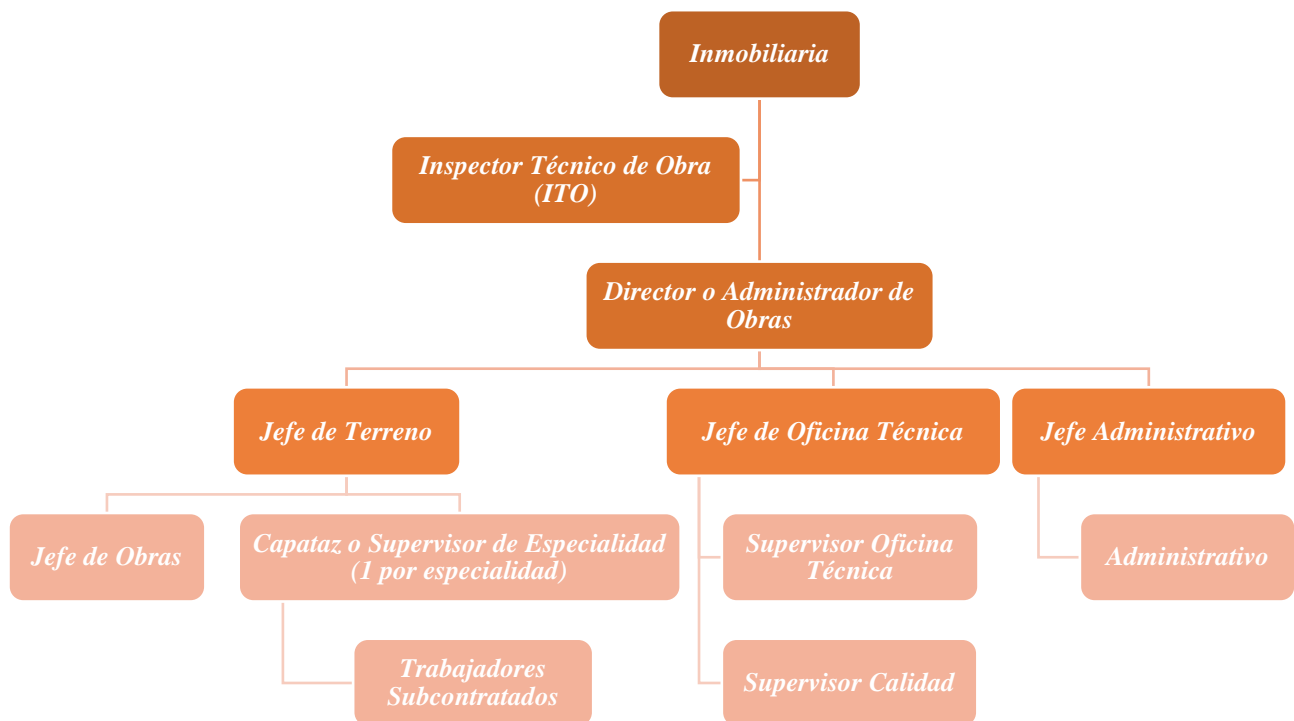 Inmobiliaria
Inspector Técnico de Obra
(ITO)
Director o Administrador de
Obras
Jefe de Terreno
Jefe de Oficina Técnica
Jefe Administrativo
Jefe de Obras
Capataz o Supervisor de Especialidad
(1 por especialidad)
Supervisor Oficina
Técnica
Administrativo
Trabajadores
Subcontratados
Supervisor Calidad